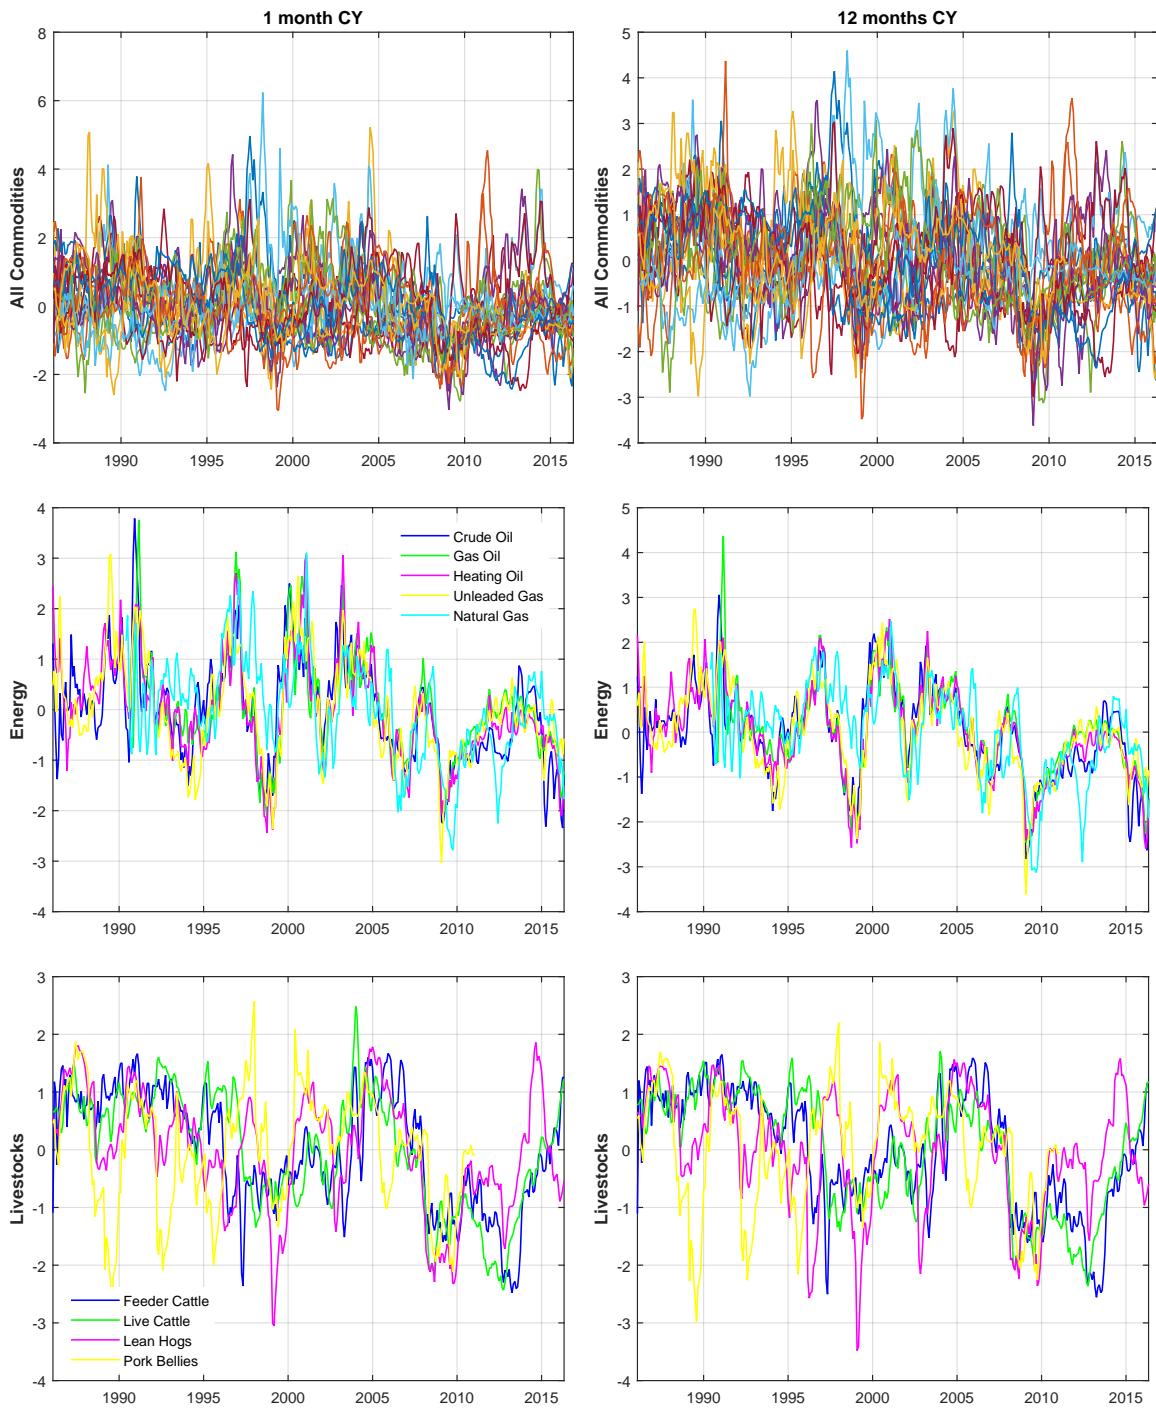 1 month CY
12 months CY
All Commodities
8
6
4
2
0
-2
-4
1990 1995 2000 2005 2010 2015
All Commodities
5
4
3
2
1
0
-1
-2
-3
-4
1990 1995 2000 2005 2010 2015
Energy
4
3
2
1
0
-1
-2
-3
-4
Crude Oil
Gas Oil
Heating Oil
Unleaded Gas
Natural Gas
1990 1995 2000 2005 2010 2015
Energy
5
4
3
2
1
0
-1
-2
-3
-4
1990 1995 2000 2005 2010 2015
Livestocks
3
2
1
0
-1
-2
-3
-4
Feeder Cattle
Live Cattle
Lean Hogs
Pork Bellies
1990 1995 2000 2005 2010 2015
Livestocks
3
2
1
0
-1
-2
-3
-4
1990 1995 2000 2005 2010 2015